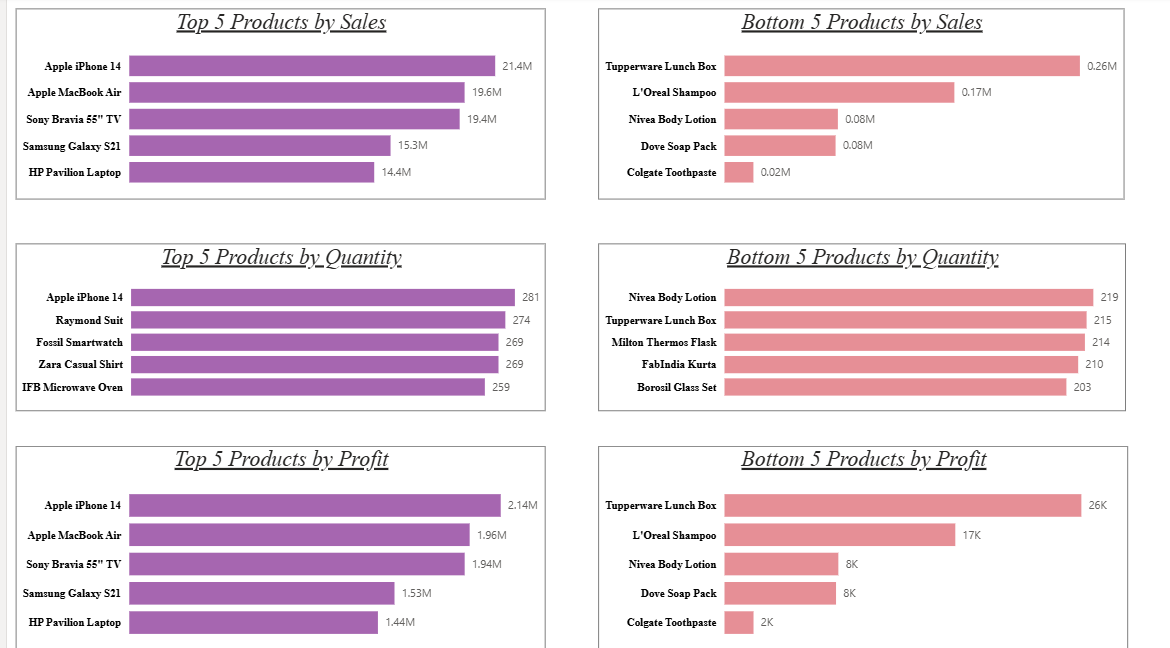 Top 5 Products by Sales
Apple iPhone 14 21.4M
Apple MacBook Air 19.6M
Sony Bravia 55" TV 19.4M
Samsung Galaxy S21 15.3M
HP Pavilion Laptop 14.4M
Bottom 5 Products by Sales
Tupperware Lunch Box 0.26M
L'Oreal Shampoo 0.17M
Nivea Body Lotion 0.08M
Dove Soap Pack 0.08M
Colgate Toothpaste 0.02M
Top 5 Products by Quantity
Apple iPhone 14 281
Raymond Suit 274
Fossil Smartwatch 269
Zara Casual Shirt 269
IFB Microwave Oven 259
Bottom 5 Products by Quantity
Nivea Body Lotion 219
Tupperware Lunch Box 215
Milton Thermos Flask 214
FabIndia Kurta 210
Borosil Glass Set 203
Top 5 Products by Profit
Apple iPhone 14 2.14M
Apple MacBook Air 1.96M
Sony Bravia 55" TV 1.94M
Samsung Galaxy S21 1.53M
HP Pavilion Laptop 1.44M
Bottom 5 Products by Profit
Tupperware Lunch Box 26K
L'Oreal Shampoo 17K
Nivea Body Lotion 8K
Dove Soap Pack 8K
Colgate Toothpaste 2K